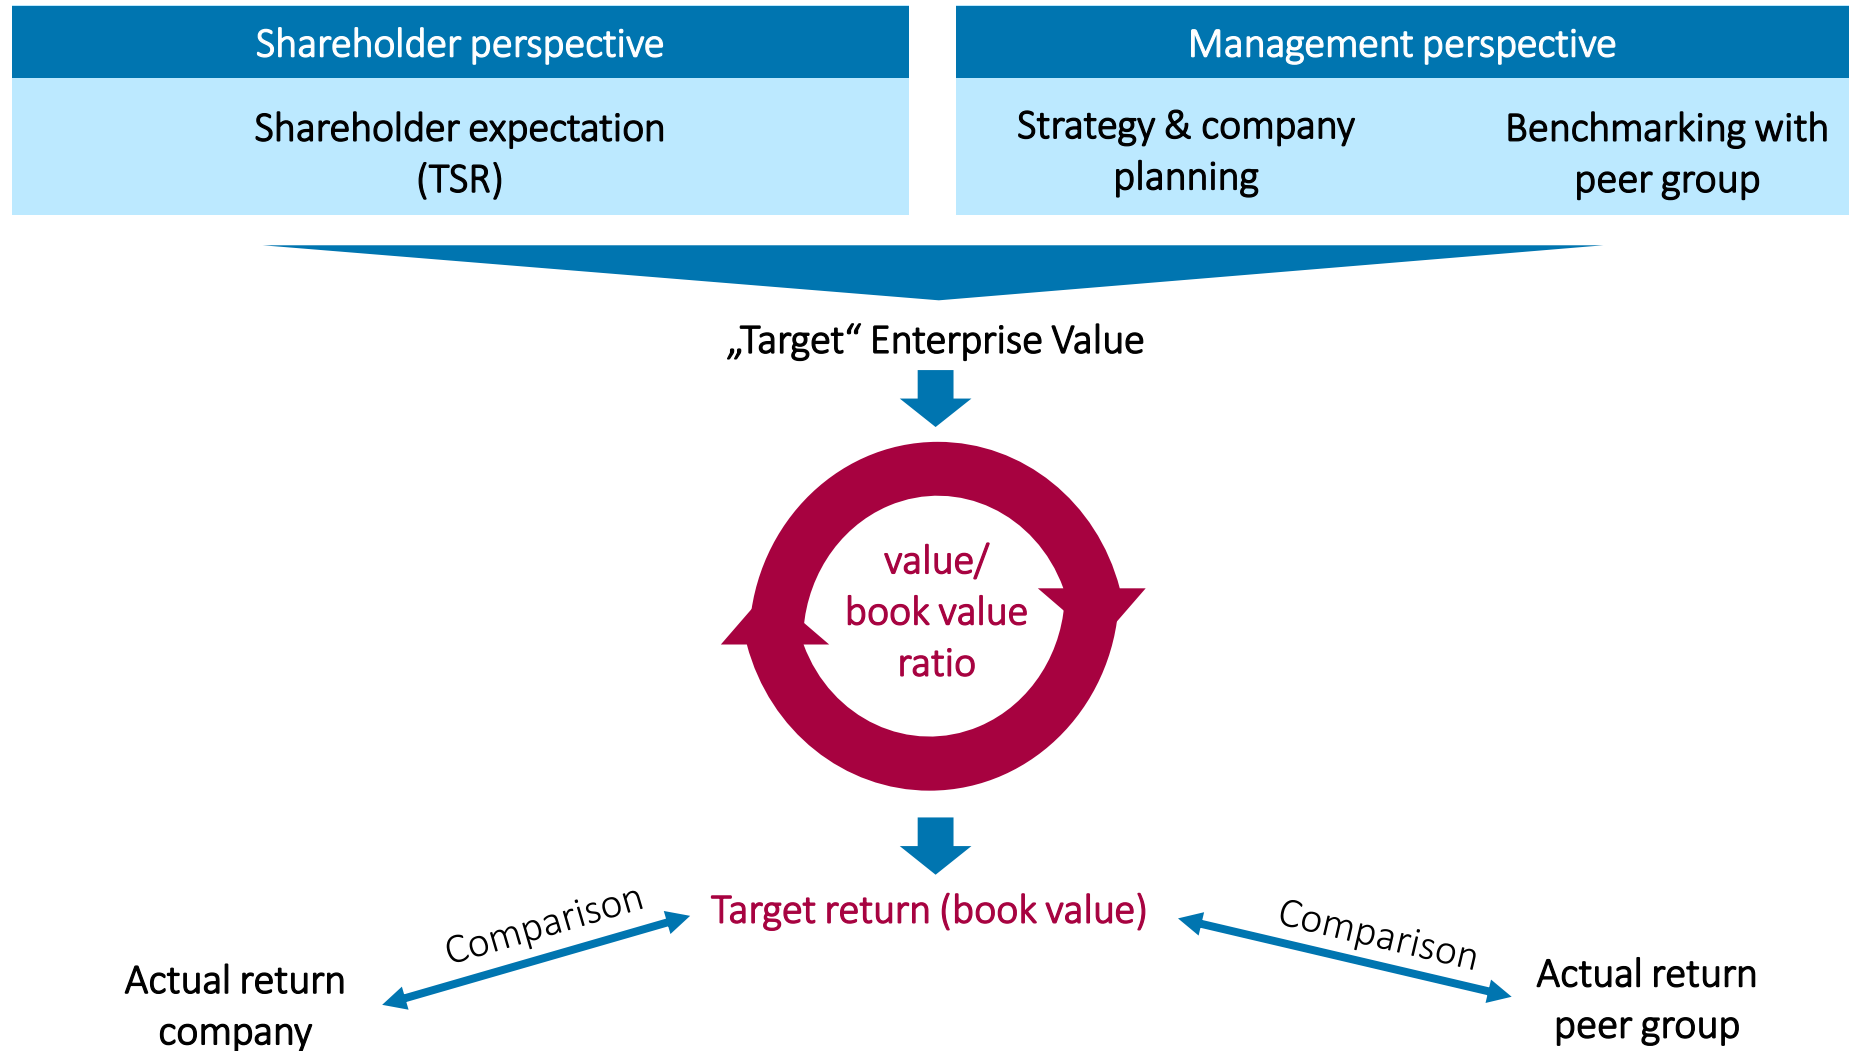 Shareholder perspective
Shareholder expectation
(TSR)
Management perspective
Strategy & company
planning
Benchmarking with
peer group
„Target“ Enterprise Value
value/
book value
ratio
Target return (book value)
Comparison
Comparison
Actual return
company
Actual return
peer group